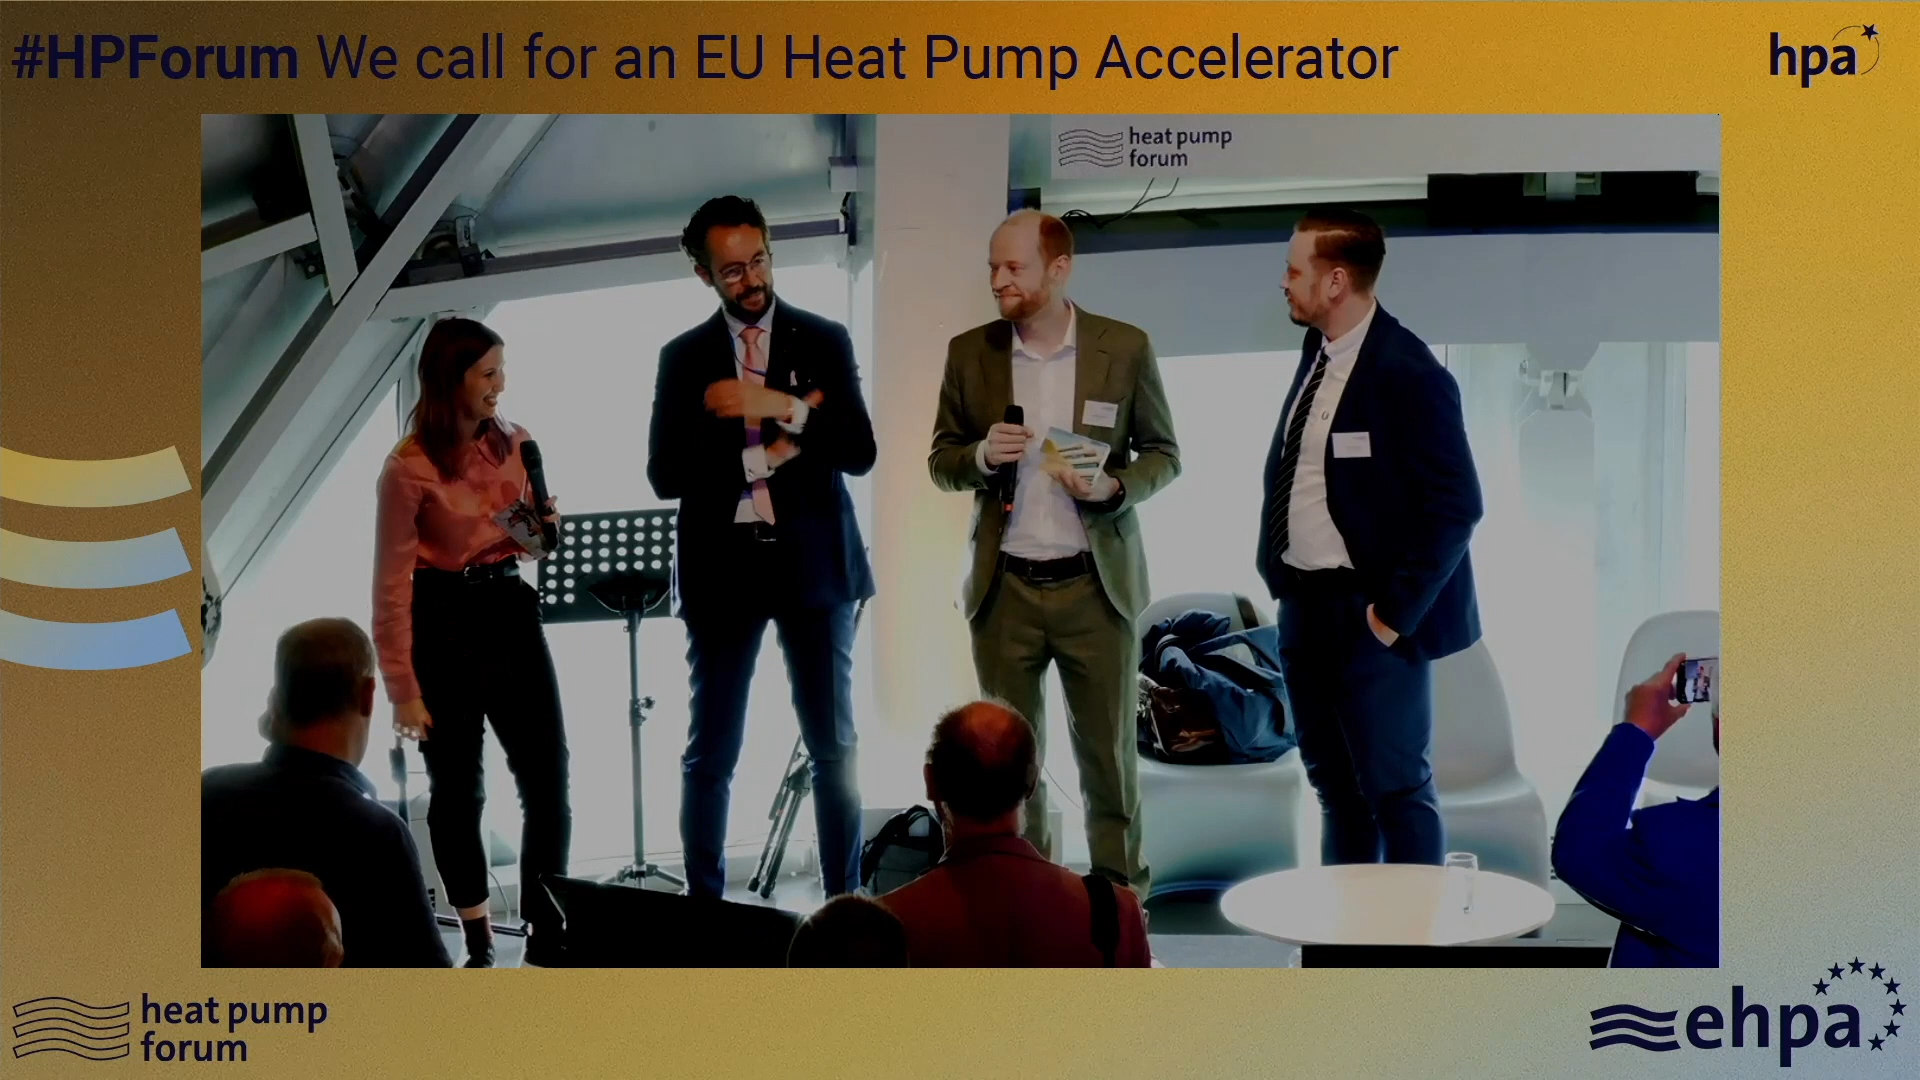 #HPForum We call for an EU Heat Pump Accelerator
hpa
heat pump
forum
heat pump
forum
ehpa